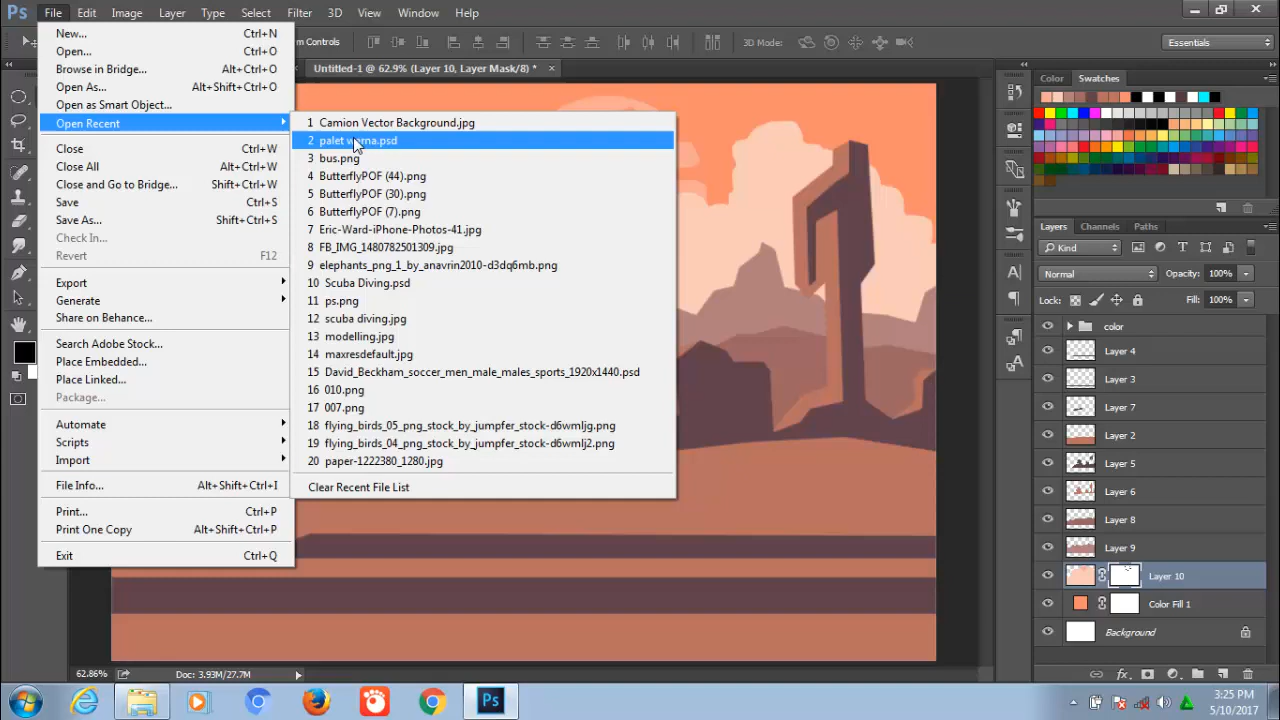 Ps File Edit Image Layer Type Select Filter 3D View Window Help
m Controls 3D Mode: Essentials
Untitled-1 @ 62.9% (Layer 10, Layer Mask/8) *
New... Ctrl+N
Open... Ctrl+O
Browse in Bridge... Alt+Ctrl+O
Open As... Alt+Shift+Ctrl+O
Open as Smart Object...
Open Recent
Close Ctrl+W
Close All Alt+Ctrl+W
Close and Go to Bridge... Shift+Ctrl+W
Save Ctrl+S
Save As... Shift+Ctrl+S
Check In...
Revert F12
Export
Generate
Share on Behance...
Search Adobe Stock...
Place Embedded...
Place Linked...
Package...
Automate
Scripts
Import
File Info... Alt+Shift+Ctrl+I
Print... Ctrl+P
Print One Copy Alt+Shift+Ctrl+P
Exit Ctrl+Q
1 Camion Vector Background.jpg
2 palet warna.psd
3 bus.png
4 ButterflyPOF (44).png
5 ButterflyPOF (30).png
6 ButterflyPOF (7).png
7 Eric-Ward-iPhone-Photos-41.jpg
8 FB_IMG_1480782501309.jpg
9 elephants_png_1_by_anavrin2010-d3dq6mb.png
10 Scuba Diving.psd
11 ps.png
12 scuba diving.jpg
13 modelling.jpg
14 maxresdefault.jpg
15 David_Beckham_soccer_men_male_males_sports_1920x1440.psd
16 010.png
17 007.png
18 flying_birds_05_png_stock_by_jumpfer_stock-d6wmljg.png
19 flying_birds_04_png_stock_by_jumpfer_stock-d6wmlj2.png
20 paper-1222380_1280.jpg
Clear Recent File List
Color Swatches
Layers Channels Paths
Kind
Normal Opacity: 100%
Lock: Fill: 100%
color
Layer 4
Layer 3
Layer 7
Layer 2
Layer 5
Layer 6
Layer 8
Layer 9
Layer 10
Color Fill 1
Background
fx
62.86% Doc: 3.93M/27.7M
Ps
3:25 PM
5/10/2017